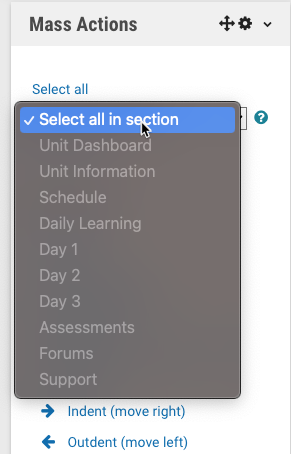 Mass Actions
Select all
✓ Select all in section
?
Unit Dashboard
Unit Information
Schedule
Daily Learning
Day 1
Day 2
Day 3
Assessments
Forums
Support
Indent (move right)
Outdent (move left)